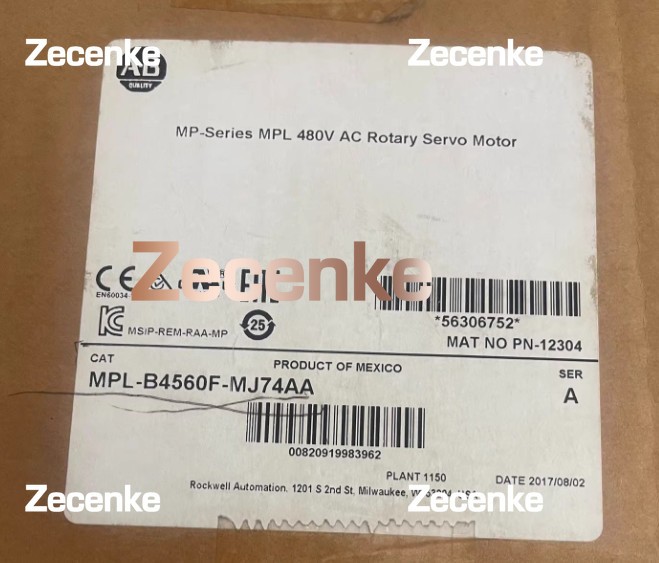 Zecenke Zecenke
AB
QUALITY
MP-Series MPL 480V AC Rotary Servo Motor
Zecenke
CE
EN60034
*56306752*
MSIP-REM-RAA-MP
25
MAT NO PN-12304
CAT
PRODUCT OF MEXICO
SER
MPL-B4560F-MJ74AA
A
00820919983962
PLANT 1150
DATE 2017/08/02
Rockwell Automation, 1201 S 2nd St, Milwaukee,
Zecenke Zecenke